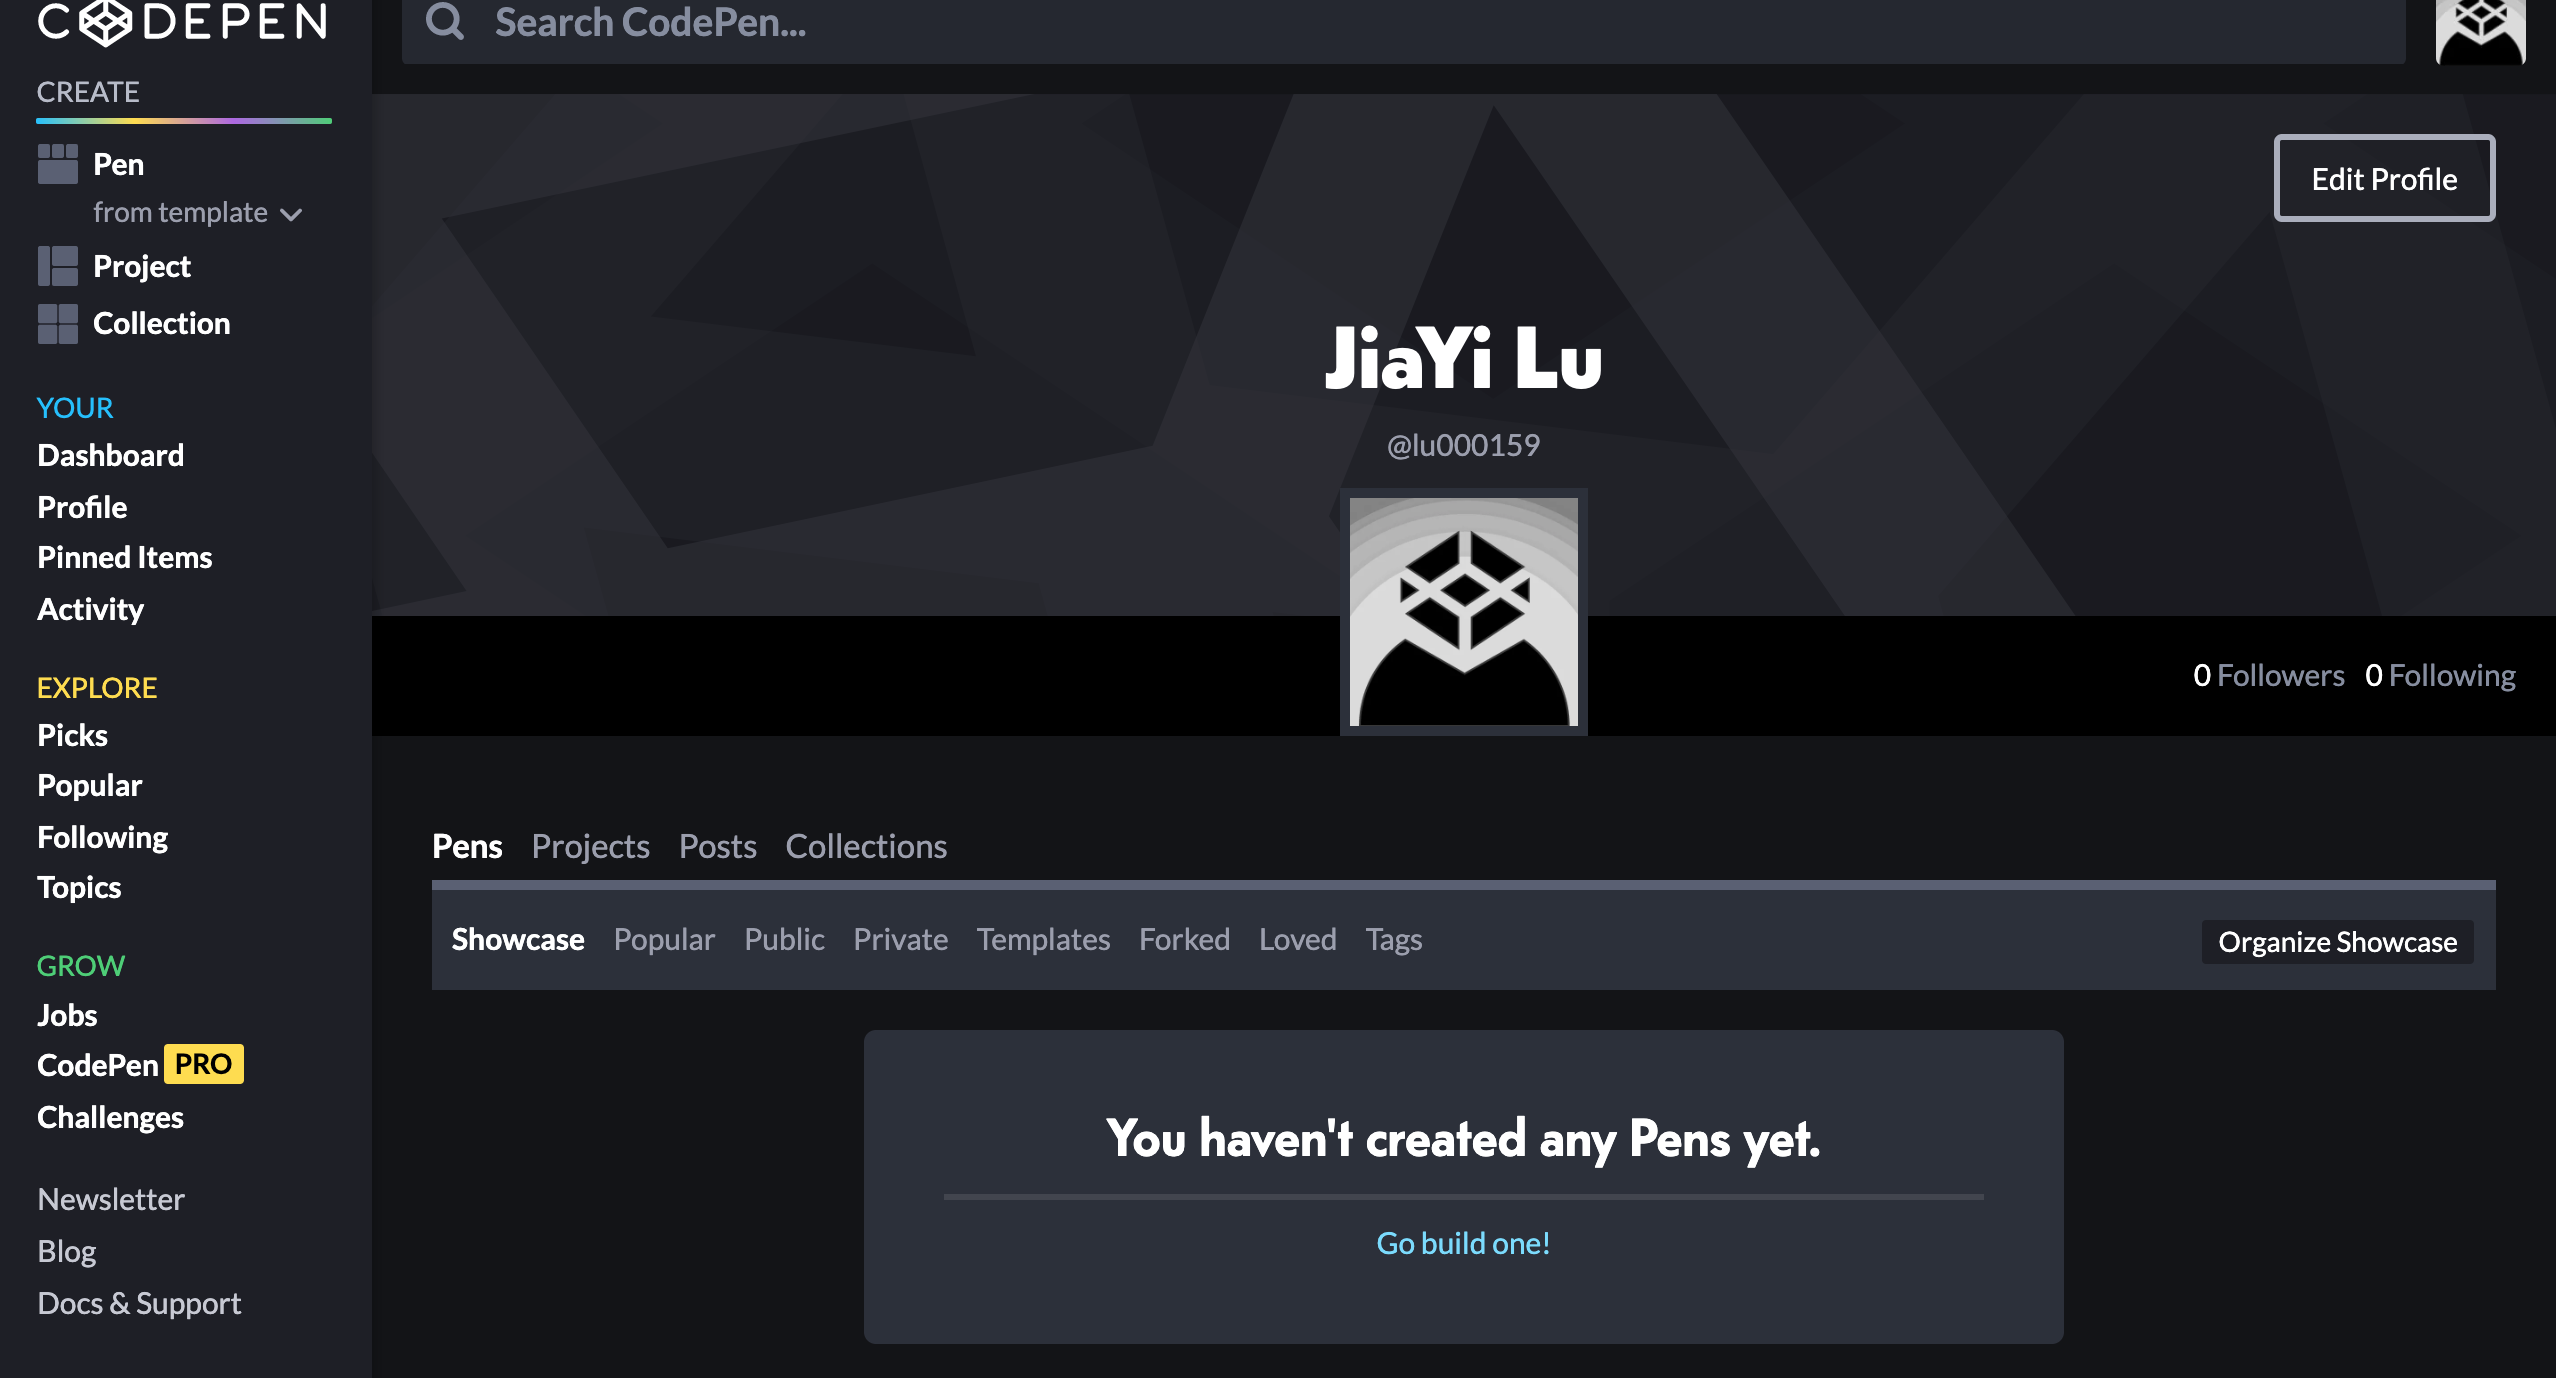 CODEPEN
Search CodePen...
CREATE
Pen
from template
Project
Collection
YOUR
Dashboard
Profile
Pinned Items
Activity
EXPLORE
Picks
Popular
Following
Topics
GROW
Jobs
CodePen PRO
Challenges
Newsletter
Blog
Docs & Support
Edit Profile
JiaYi Lu
@lu000159
0 Followers 0 Following
Pens Projects Posts Collections
Showcase Popular Public Private Templates Forked Loved Tags Organize Showcase
You haven't created any Pens yet.
Go build one!